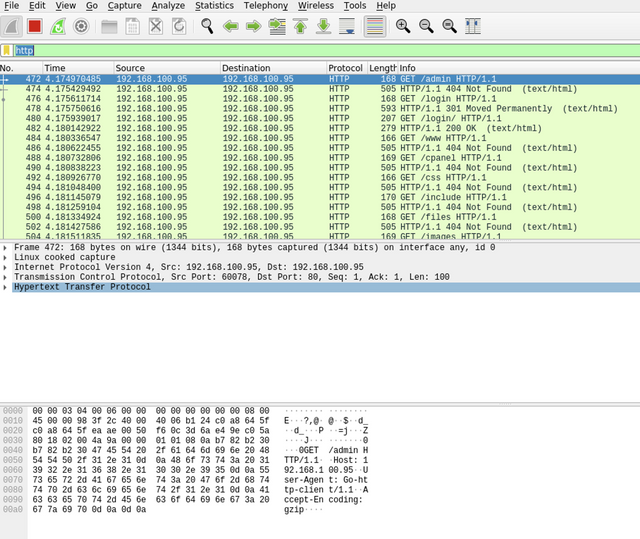 File Edit View Go Capture Analyze Statistics Telephony Wireless Tools Help
http
No. Time Source Destination Protocol Length Info
472 4.174970485 192.168.100.95 192.168.100.95 HTTP 168 GET /admin HTTP/1.1
474 4.175429492 192.168.100.95 192.168.100.95 HTTP 505 HTTP/1.1 404 Not Found (text/html)
476 4.175611714 192.168.100.95 192.168.100.95 HTTP 168 GET /login HTTP/1.1
478 4.175750616 192.168.100.95 192.168.100.95 HTTP 593 HTTP/1.1 301 Moved Permanently (text/html)
480 4.175939017 192.168.100.95 192.168.100.95 HTTP 207 GET /login/ HTTP/1.1
482 4.180142922 192.168.100.95 192.168.100.95 HTTP 279 HTTP/1.1 200 OK (text/html)
484 4.180336547 192.168.100.95 192.168.100.95 HTTP 166 GET /www HTTP/1.1
486 4.180622455 192.168.100.95 192.168.100.95 HTTP 505 HTTP/1.1 404 Not Found (text/html)
488 4.180732806 192.168.100.95 192.168.100.95 HTTP 169 GET /cpanel HTTP/1.1
490 4.180838223 192.168.100.95 192.168.100.95 HTTP 505 HTTP/1.1 404 Not Found (text/html)
492 4.180926770 192.168.100.95 192.168.100.95 HTTP 166 GET /css HTTP/1.1
494 4.181048400 192.168.100.95 192.168.100.95 HTTP 505 HTTP/1.1 404 Not Found (text/html)
496 4.181145079 192.168.100.95 192.168.100.95 HTTP 170 GET /include HTTP/1.1
498 4.181259104 192.168.100.95 192.168.100.95 HTTP 505 HTTP/1.1 404 Not Found (text/html)
500 4.181334924 192.168.100.95 192.168.100.95 HTTP 168 GET /files HTTP/1.1
502 4.181427586 192.168.100.95 192.168.100.95 HTTP 505 HTTP/1.1 404 Not Found (text/html)
504 4.181511835 192.168.100.95 192.168.100.95 HTTP 169 GET /images HTTP/1.1
Frame 472: 168 bytes on wire (1344 bits), 168 bytes captured (1344 bits) on interface any, id 0
Linux cooked capture
Internet Protocol Version 4, Src: 192.168.100.95, Dst: 192.168.100.95
Transmission Control Protocol, Src Port: 60078, Dst Port: 80, Seq: 1, Ack: 1, Len: 100
Hypertext Transfer Protocol
0000 00 00 03 04 00 06 00 00 00 00 00 00 00 00 08 00 ········ ········
0010 45 00 00 98 3f 2c 40 00 40 06 b1 24 c0 a8 64 5f E···?,@· @··$··d_
0020 c0 a8 64 5f ea ae 00 50 f6 0c 3d 6a e4 9e c0 5a ··d_···P ··=j···Z
0030 80 18 02 00 4a 9a 00 00 01 01 08 0a b7 82 b2 30 ····J··· ·······0
0040 b7 82 b2 30 47 45 54 20 2f 61 64 6d 69 6e 20 48 ···0GET /admin H
0050 54 54 50 2f 31 2e 31 0d 0a 48 6f 73 74 3a 20 31 TTP/1.1· ·Host: 1
0060 39 32 2e 31 36 38 2e 31 30 30 2e 39 35 0d 0a 55 92.168.1 00.95··U
0070 73 65 72 2d 41 67 65 6e 74 3a 20 47 6f 2d 68 74 ser-Agen t: Go-ht
0080 74 70 2d 63 6c 69 65 6e 74 2f 31 2e 31 0d 0a 41 tp-clien t/1.1··A
0090 63 63 65 70 74 2d 45 6e 63 6f 64 69 6e 67 3a 20 ccept-En coding:
00a0 67 7a 69 70 0d 0a 0d 0a gzip····